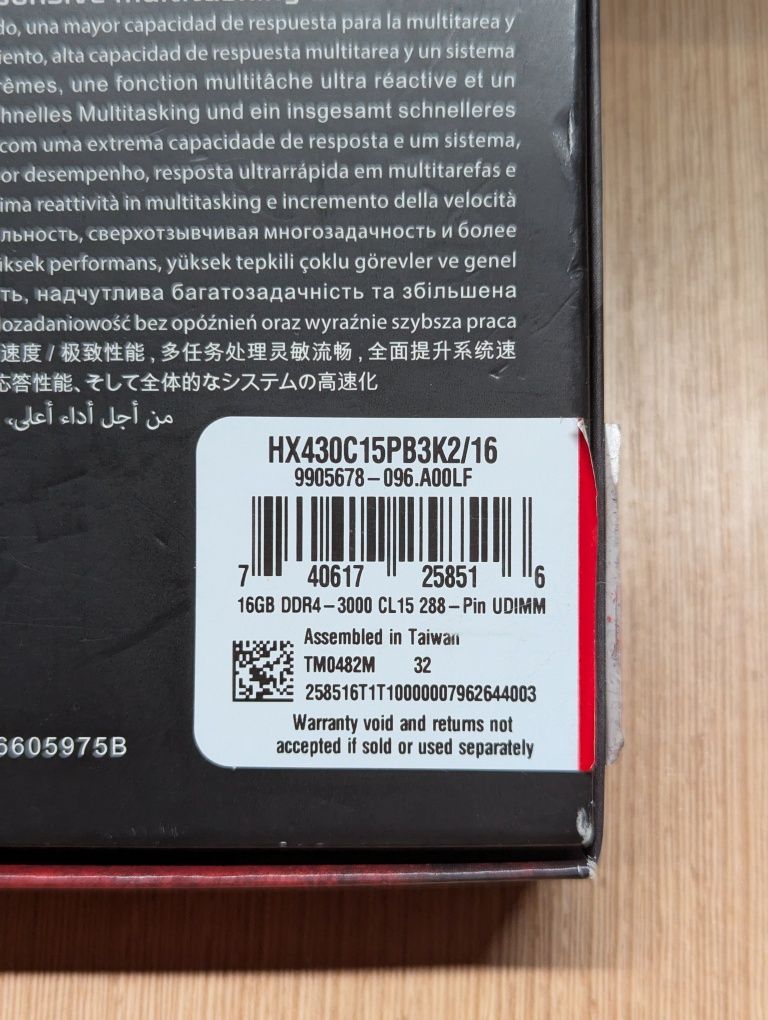 do, una mayor capacidad de respuesta para la multitarea y
iento, alta capacidad de respuesta multitarea y un sistema
rêmes, une fonction multitâche ultra réactive et un
hnelles Multitasking und ein insgesamt schnelleres
com uma extrema capacidade de resposta e um sistema,
or desempenho, resposta ultrarrápida em multitarefas e
ima reattività in multitasking e incremento della velocità
льность, сверхотзывчивая многозадачность и более
üksek performans, yüksek tepkili çoklu görevler ve genel
ть, надчутлива багатозадачність та збільшена
lozadaniowość bez opóźnień oraz wyraźnie szybsza praca
速度 / 极致性能 , 多任务处理灵敏流畅 , 全面提升系统速
応答性能、そして全体的なシステムの高速化
من أجل أداء أعلى،
HX430C15PB3K2/16
9905678-096.A00LF
7 40617 25851 6
16GB DDR4-3000 CL15 288-Pin UDIMM
Assembled in Taiwan
TM0482M 32
258516T1T10000007962644003
Warranty void and returns not
accepted if sold or used separately
6605975B